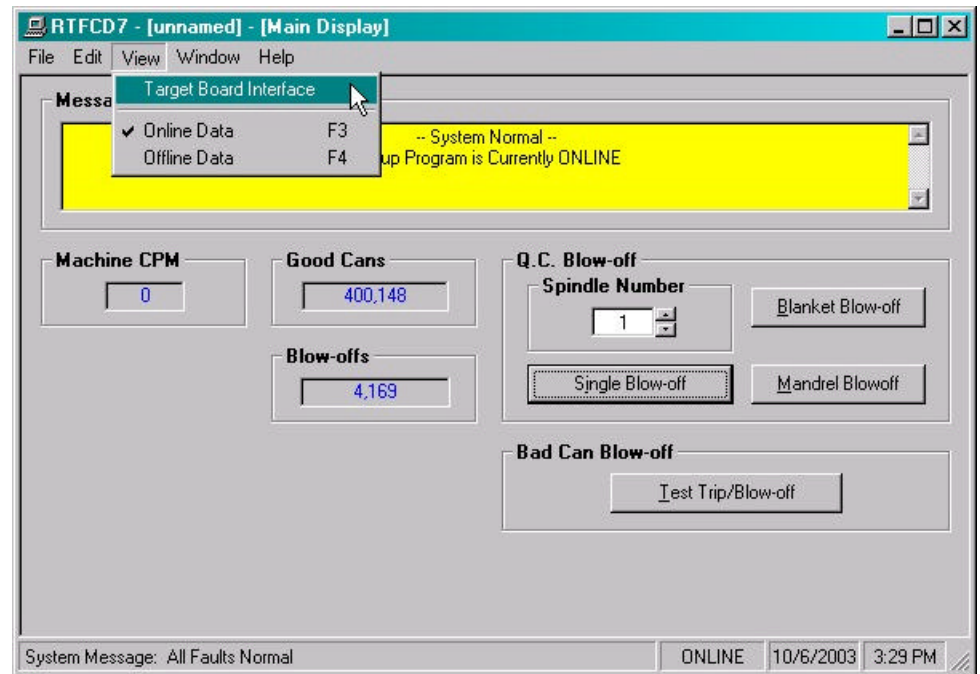 RTFCD7 - [unnamed] - [Main Display]
File Edit View Window Help
Target Board Interface
Online Data F3
Offline Data F4
Messa
-- System Normal --
up Program is Currently ONLINE
Machine CPM
0
Good Cans
400,148
Blow-offs
4,169
Q.C. Blow-off
Spindle Number
1
Blanket Blow-off
Single Blow-off
Mandrel Blowoff
Bad Can Blow-off
Test Trip/Blow-off
System Message: All Faults Normal
ONLINE
10/6/2003
3:29 PM